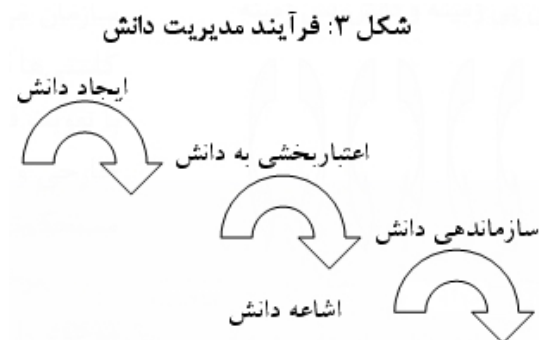 شکل ۳: فرآیند مدیریت دانش
ایجاد دانش
اعتباربخشی به دانش
سازماندهی دانش
اشاعه دانش